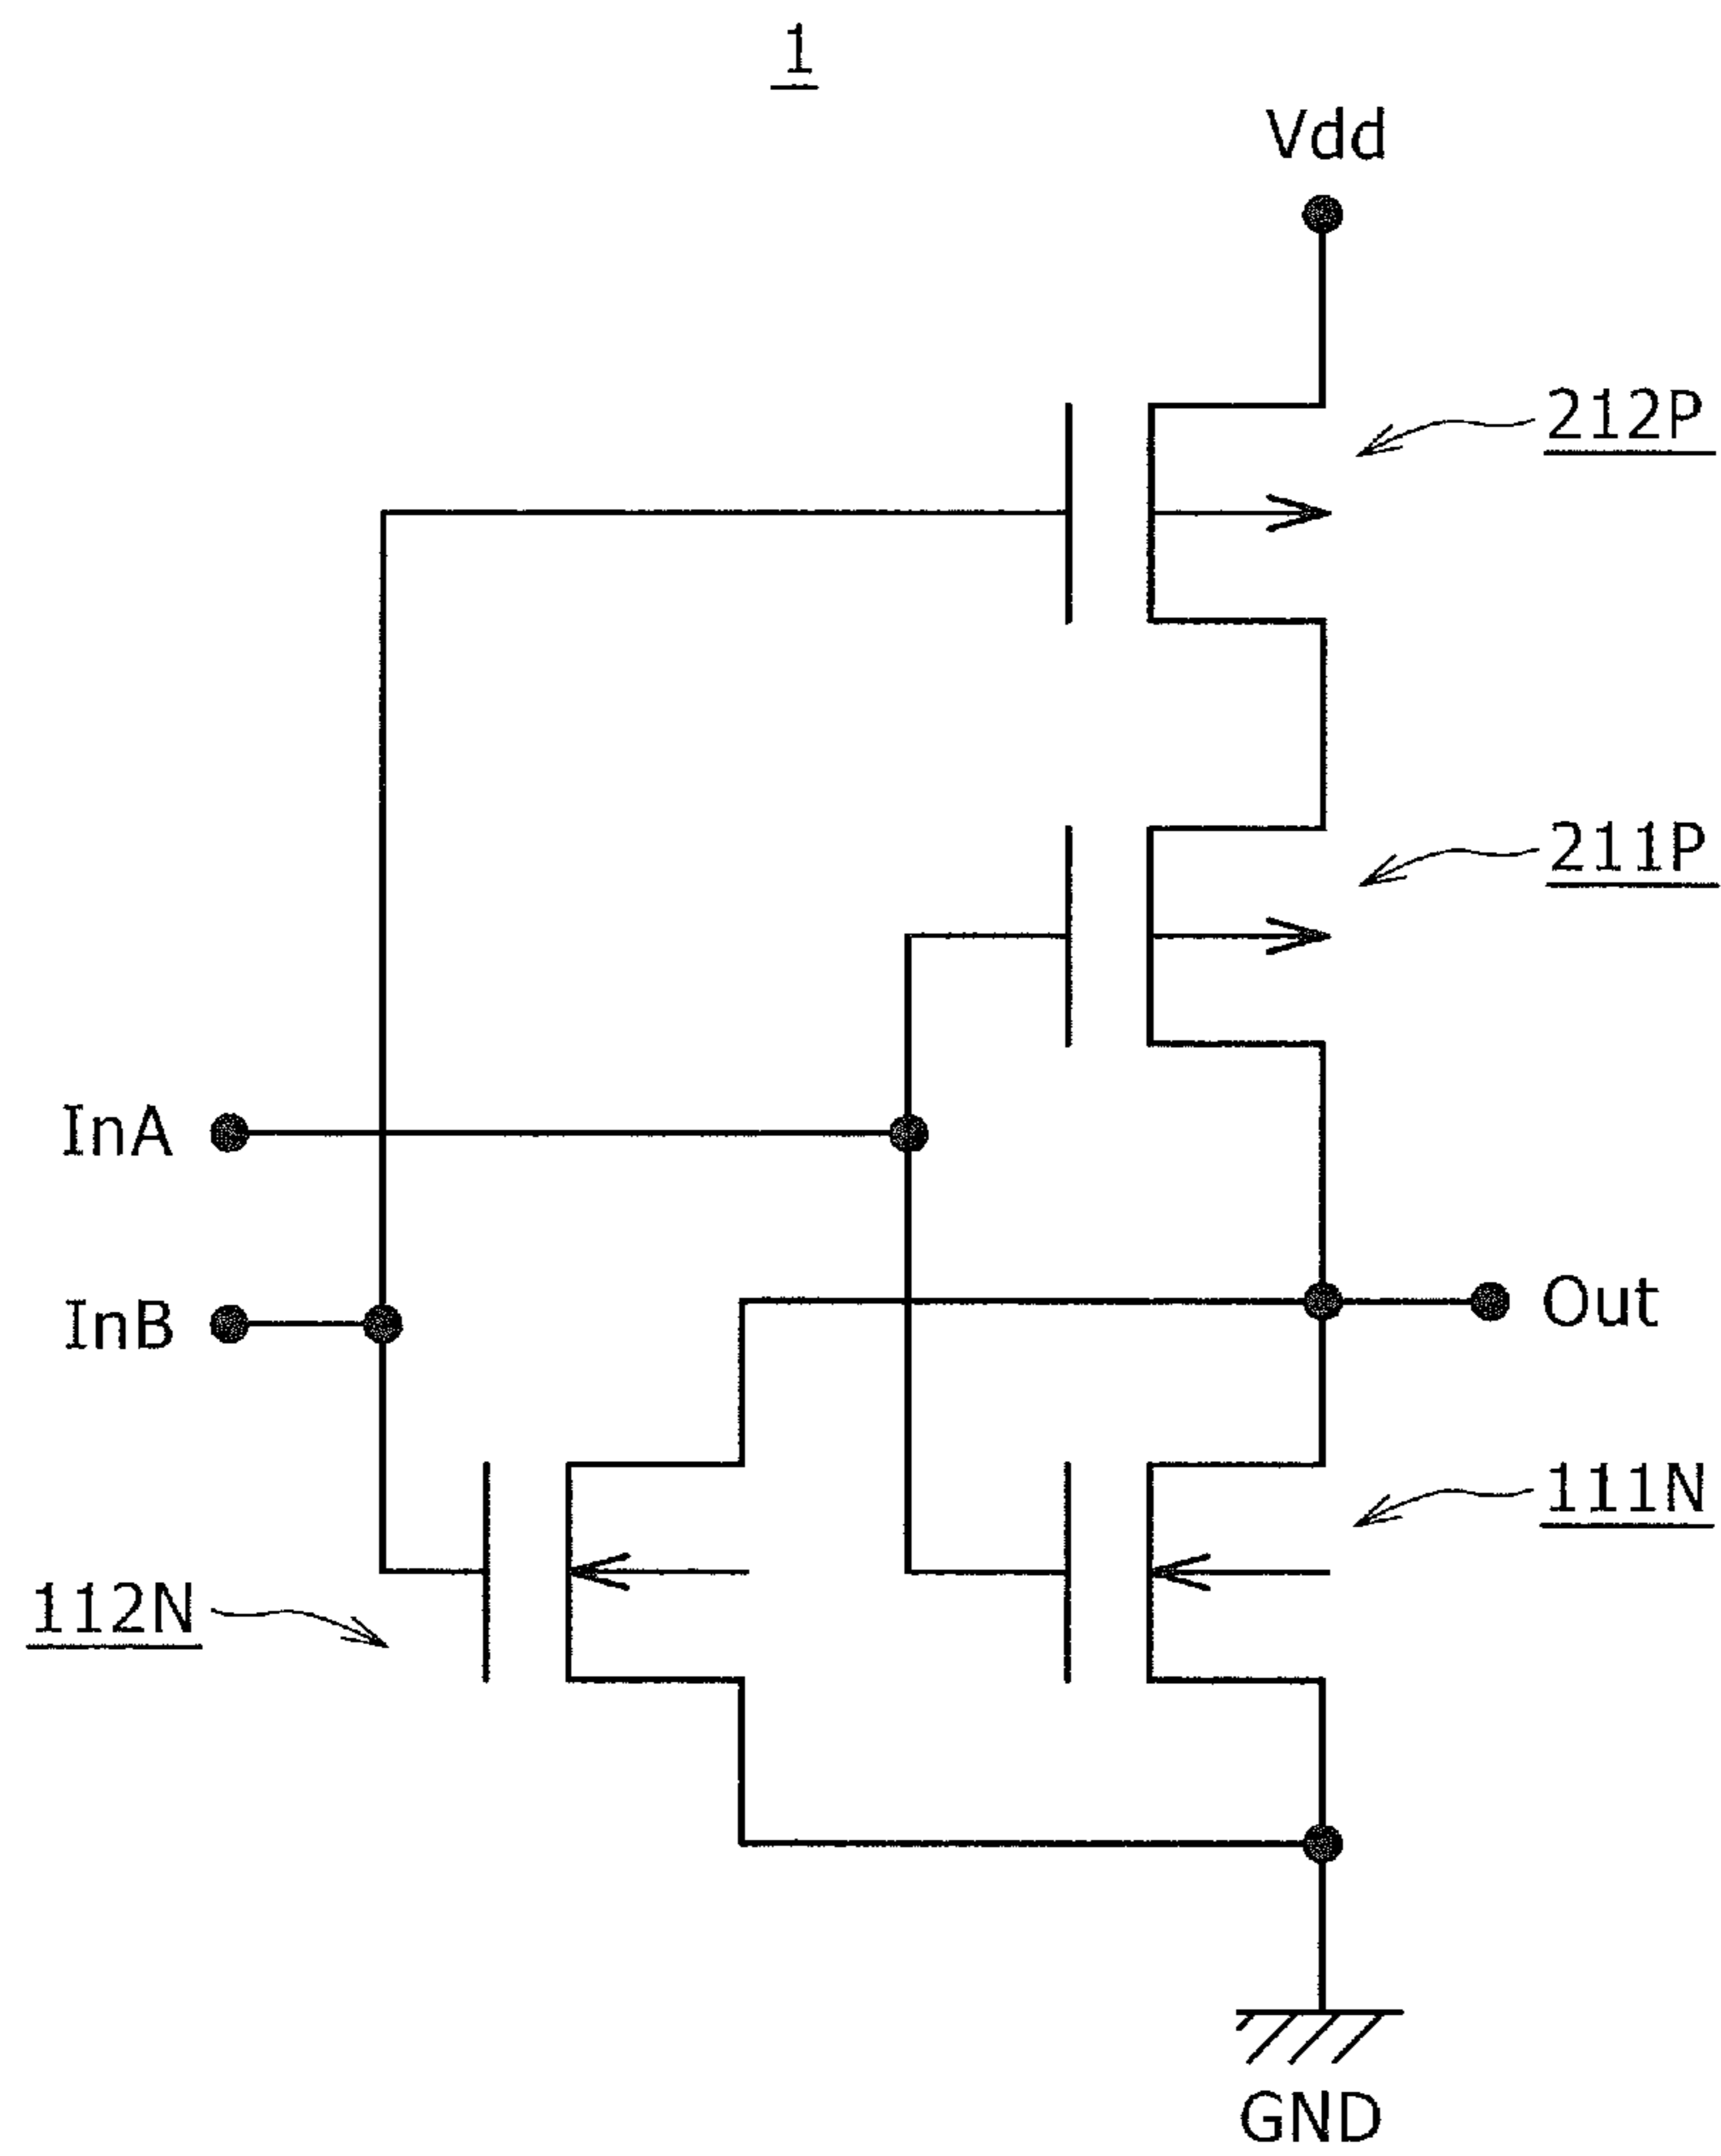 1
Vdd
212P
211P
InA
InB
Out
111N
112N
GND